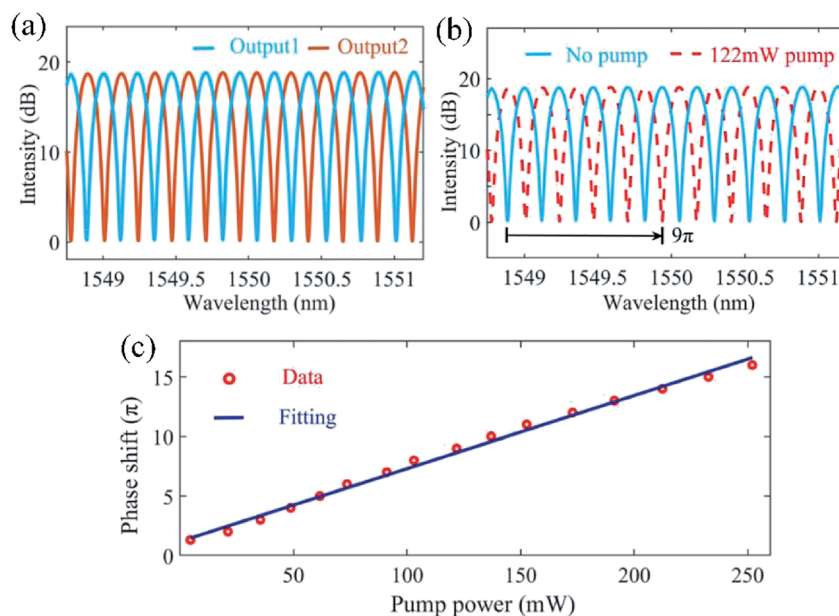 (a)
Output1 Output2
20
10
0
Intensity (dB)
1549 1549.5 1550 1550.5 1551
Wavelength (nm)
(b)
No pump 122mW pump
20
10
0
Intensity (dB)
9π
1549 1549.5 1550 1550.5 1551
Wavelength (nm)
(c)
Data
Fitting
15
10
5
0
Phase shift (π)
50 100 150 200 250
Pump power (mW)